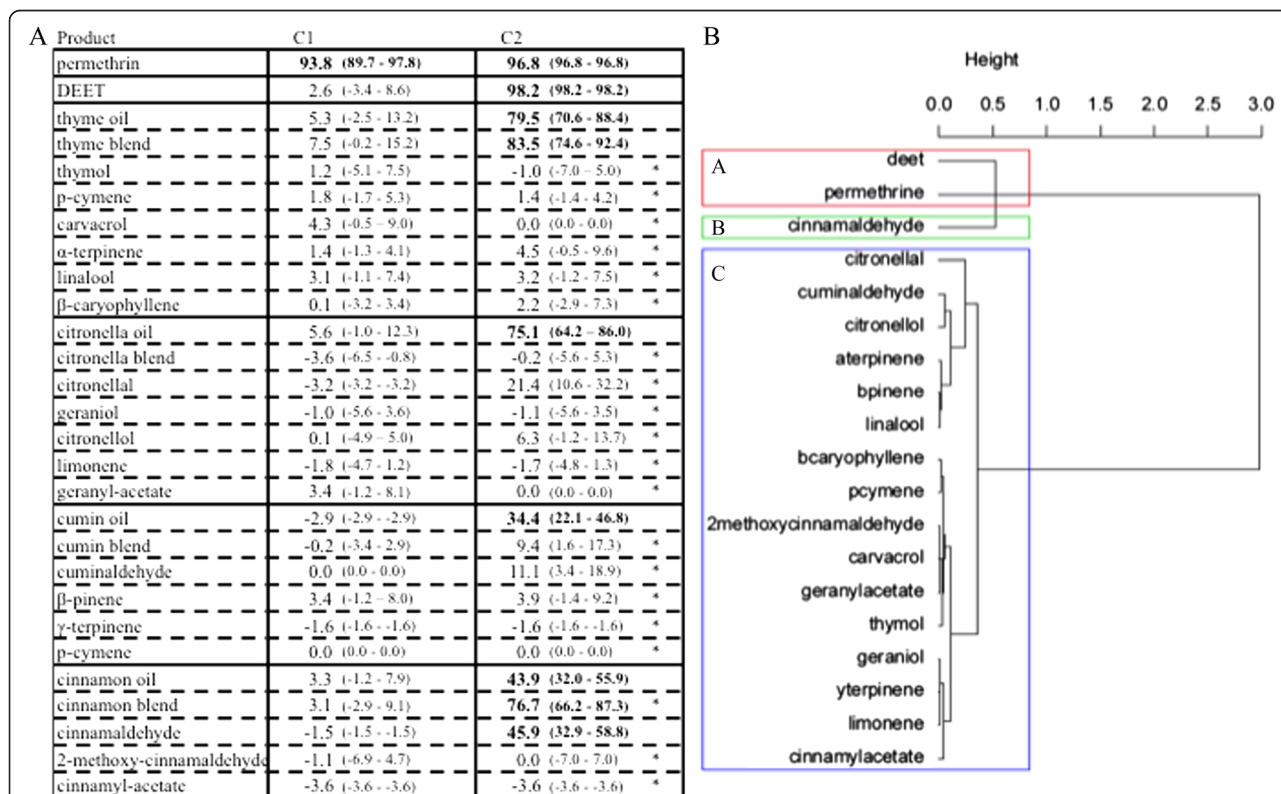 A Product C1 C2
permethrin 93.8 (89.7 - 97.8) 96.8 (96.8 - 96.8)
DEET 2.6 (-3.4 - 8.6) 98.2 (98.2 - 98.2)
thyme oil 5.3 (-2.5 - 13.2) 79.5 (70.6 - 88.4)
thyme blend 7.5 (-0.2 - 15.2) 83.5 (74.6 - 92.4)
thymol 1.2 (-5.1 - 7.5) -1.0 (-7.0 – 5.0) *
p-cymene 1.8 (-1.7 - 5.3) 1.4 (-1.4 - 4.2) *
carvacrol 4.3 (-0.5 – 9.0) 0.0 (0.0 - 0.0) *
α-terpinene 1.4 (-1.3 - 4.1) 4.5 (-0.5 - 9.6) *
linalool 3.1 (-1.1 - 7.4) 3.2 (-1.2 - 7.5) *
β-caryophyllene 0.1 (-3.2 - 3.4) 2.2 (-2.9 - 7.3) *
citronella oil 5.6 (-1.0 - 12.3) 75.1 (64.2 – 86.0)
citronella blend -3.6 (-6.5 - -0.8) -0.2 (-5.6 - 5.3) *
citronellal -3.2 (-3.2 - -3.2) 21.4 (10.6 - 32.2) *
geraniol -1.0 (-5.6 - 3.6) -1.1 (-5.6 - 3.5) *
citronellol 0.1 (-4.9 – 5.0) 6.3 (-1.2 - 13.7) *
limonene -1.8 (-4.7 - 1.2) -1.7 (-4.8 - 1.3) *
geranyl-acetate 3.4 (-1.2 - 8.1) 0.0 (0.0 - 0.0) *
cumin oil -2.9 (-2.9 - -2.9) 34.4 (22.1 - 46.8)
cumin blend -0.2 (-3.4 - 2.9) 9.4 (1.6 - 17.3) *
cuminaldehyde 0.0 (0.0 - 0.0) 11.1 (3.4 - 18.9) *
β-pinene 3.4 (-1.2 – 8.0) 3.9 (-1.4 - 9.2) *
γ-terpinene -1.6 (-1.6 - -1.6) -1.6 (-1.6 - -1.6) *
p-cymene 0.0 (0.0 - 0.0) 0.0 (0.0 - 0.0) *
cinnamon oil 3.3 (-1.2 - 7.9) 43.9 (32.0 - 55.9)
cinnamon blend 3.1 (-2.9 - 9.1) 76.7 (66.2 - 87.3) *
cinnamaldehyde -1.5 (-1.5 - -1.5) 45.9 (32.9 - 58.8)
2-methoxy-cinnamaldehyde -1.1 (-6.9 - 4.7) 0.0 (-7.0 - 7.0) *
cinnamyl-acetate -3.6 (-3.6 - -3.6) -3.6 (-3.6 - -3.6) *
B
Height
0.0 0.5 1.0 1.5 2.0 2.5 3.0
A deet
permethrine
B cinnamaldehyde
C citronellal
cuminaldehyde
citronellol
aterpinene
bpinene
linalool
bcaryophyllene
pcymene
2methoxycinnamaldehyde
carvacrol
geranylacetate
thymol
geraniol
yterpinene
limonene
cinnamylacetate